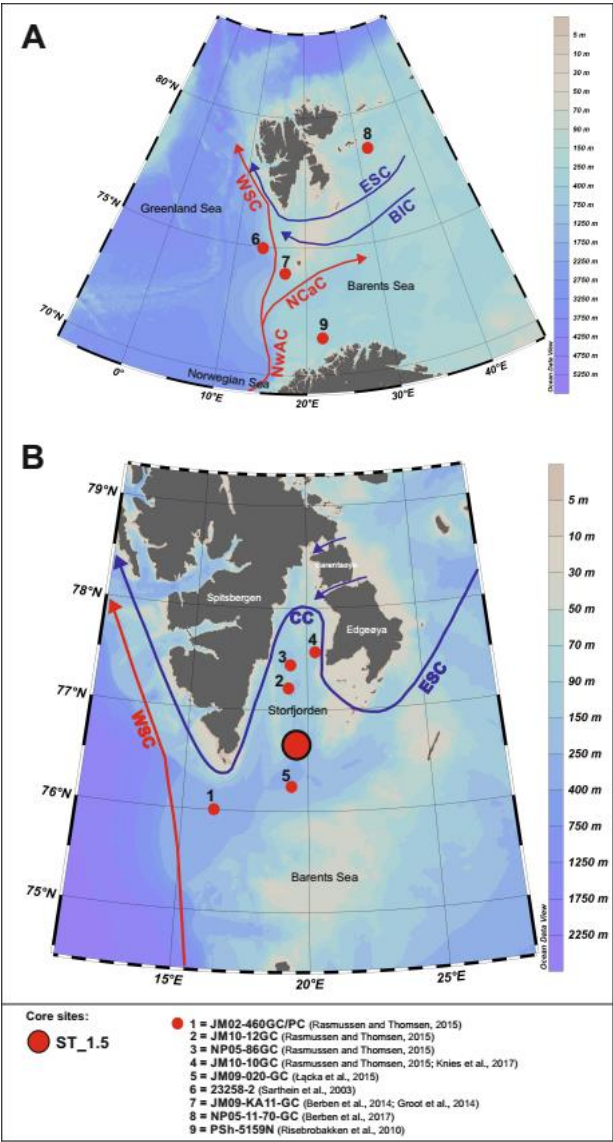 A
80°N
75°N
70°N
0°
10°E
20°E
30°E
40°E
Greenland Sea
Norwegian Sea
Barents Sea
WSC
ESC
BIC
NCaC
NwAC
6
7
8
9
5 m
10 m
30 m
50 m
70 m
90 m
150 m
250 m
400 m
750 m
1250 m
1750 m
2250 m
2750 m
3250 m
3750 m
4250 m
4750 m
5250 m
Ocean Data View
B
79°N
78°N
77°N
76°N
75°N
15°E
20°E
25°E
Spitsbergen
Barentsøya
Edgeøya
Storfjorden
Barents Sea
CC
ESC
WSC
4
3
2
5
1
5 m
10 m
30 m
50 m
70 m
90 m
150 m
250 m
400 m
750 m
1250 m
1750 m
2250 m
Ocean Data View
Core sites:
ST_1.5
1 = JM02-460GC/PC (Rasmussen and Thomsen, 2015)
2 = JM10-12GC (Rasmussen and Thomsen, 2015)
3 = NP05-86GC (Rasmussen and Thomsen, 2015)
4 = JM10-10GC (Rasmussen and Thomsen, 2015; Knies et al., 2017)
5 = JM09-020-GC (Łącka et al., 2015)
6 = 23258-2 (Sarthein et al., 2003)
7 = JM09-KA11-GC (Berben et al., 2014; Groot et al., 2014)
8 = NP05-11-70-GC (Berben et al., 2017)
9 = PSh-5159N (Risebrobakken et al., 2010)